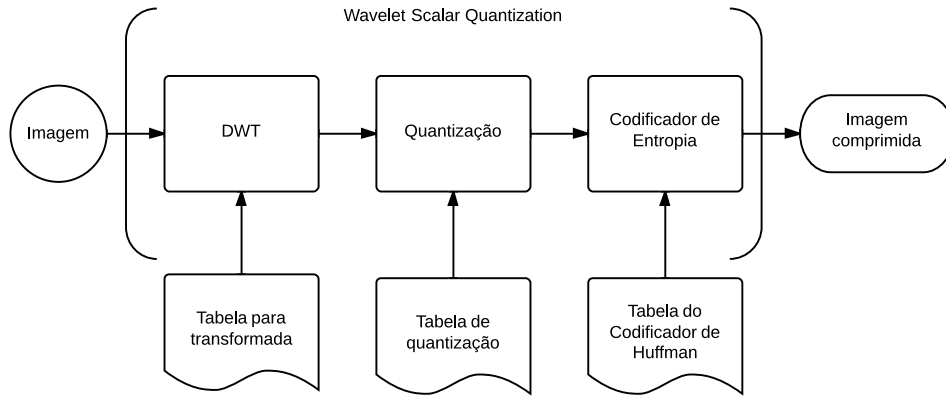 Wavelet Scalar Quantization
Imagem
DWT
Quantização
Codificador de
Entropia
Imagem
comprimida
Tabela para
transformada
Tabela de
quantização
Tabela do
Codificador de
Huffman